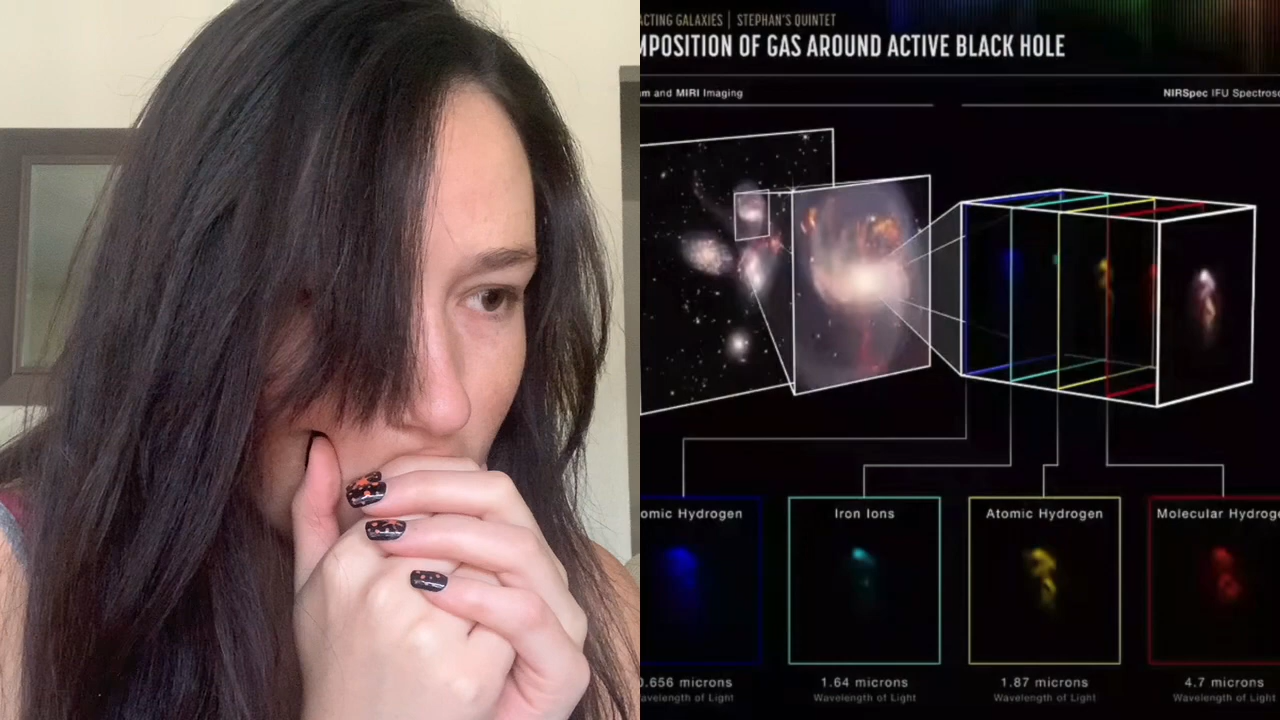 ACTING GALAXIES | STEPHAN'S QUINTET
MPOSITION OF GAS AROUND ACTIVE BLACK HOLE
m and MIRI Imaging
NIRSpec IFU Spectrosc
omic Hydrogen
Iron Ions
Atomic Hydrogen
Molecular Hydroge
0.656 microns
1.64 microns
1.87 microns
4.7 microns
avelength of Light
Wavelength of Light
Wavelength of Light
Wavelength of Light